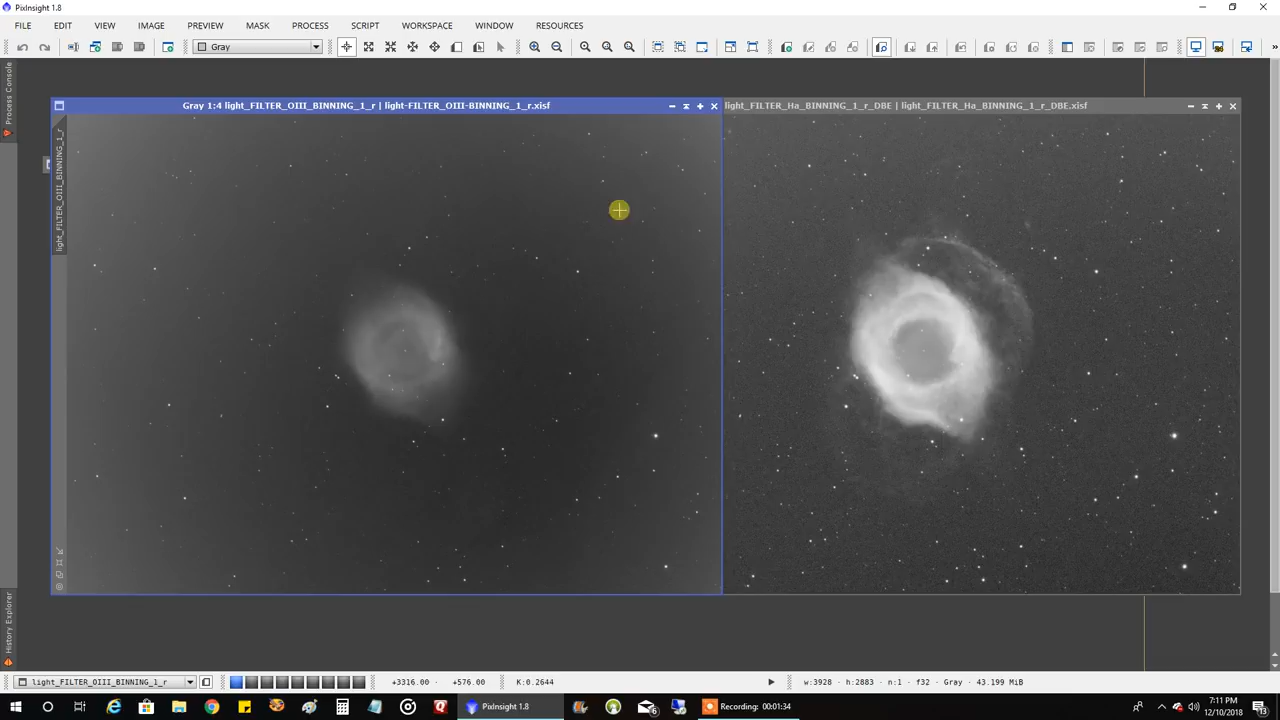 PixInsight 1.8
FILE EDIT VIEW IMAGE PREVIEW MASK PROCESS SCRIPT WORKSPACE WINDOW RESOURCES
Gray
»
Process Console
Gray 1:4 light_FILTER_OIII_BINNING_1_r | light-FILTER_OIII-BINNING_1_r.xisf
light_FILTER_Ha_BINNING_1_r_DBE | light_FILTER_Ha_BINNING_1_r_DBE.xisf
light_FILTER_OIII_BINNING_1_r
History Explorer
light_FILTER_OIII_BINNING_1_r
+3316.00 · +576.00
K:0.2644
w:3928 · h:2883 · n:1 · f32 · Gray · 43.199 MiB
PixInsight 1.8
6
Recording: 00:01:34
7:11 PM
12/10/2018
13